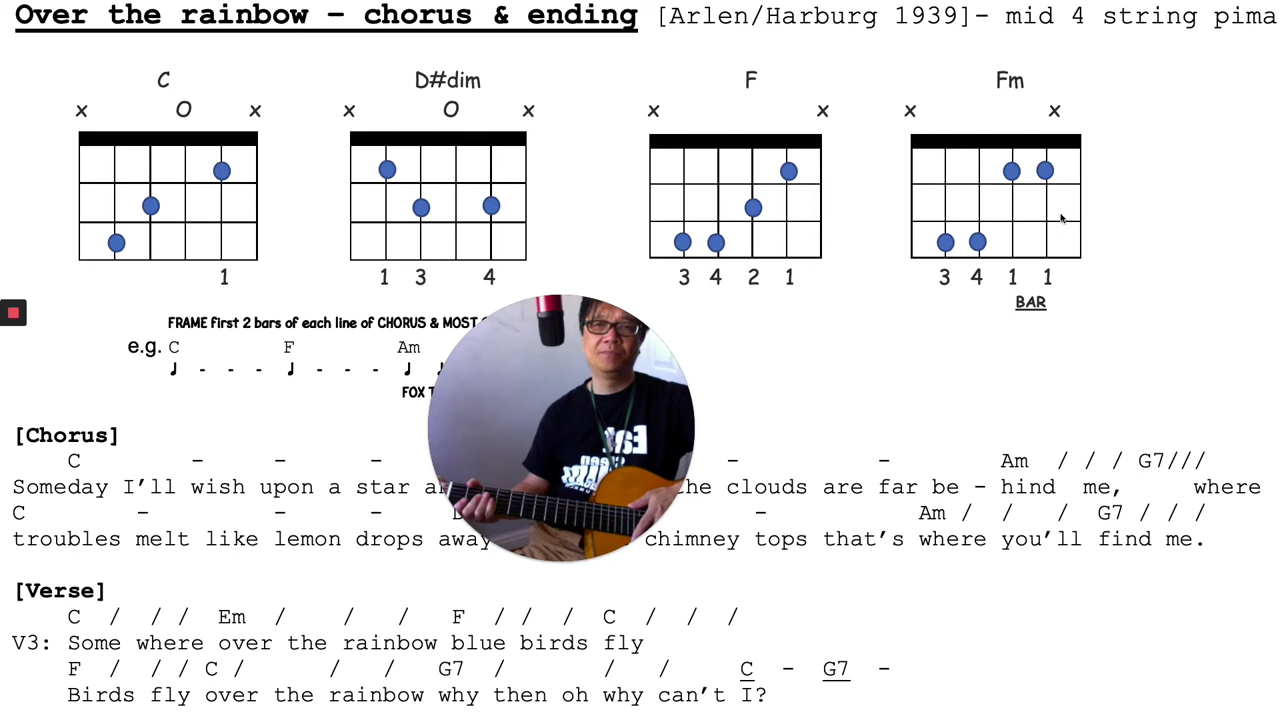 Over the rainbow – chorus & ending [Arlen/Harburg 1939]– mid 4 string pima
C D#dim F Fm
x O x x O x x x x x
1 1 3 4 3 4 2 1 3 4 1 1
BAR
FRAME first 2 bars of each line of CHORUS & MOST
e.g. C F Am
♩ - - - ♩ - - - ♩
FOX
[Chorus]
C - - - - - Am / / / G7///
Someday I'll wish upon a star the clouds are far be – hind me, where
C - - - - Am / / / G7 / / /
troubles melt like lemon drops away chimney tops that's where you'll find me.
[Verse]
C / / / Em / / / F / / / C / / /
V3: Some where over the rainbow blue birds fly
F / / / C / / / G7 / / / C - G7 -
Birds fly over the rainbow why then oh why can't I?